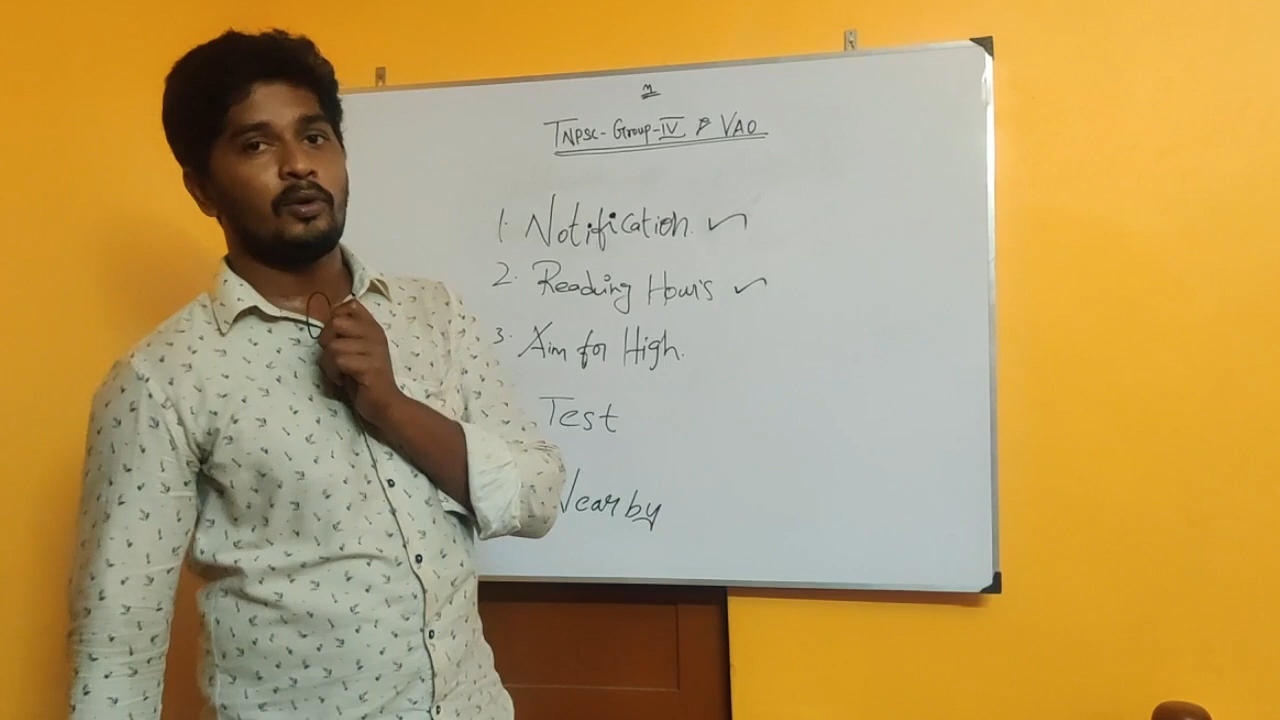 TNPSC-Group-IV & VAO
1. Notification.
2. Reading Hours
3. Aim for High.
Test
Nearby